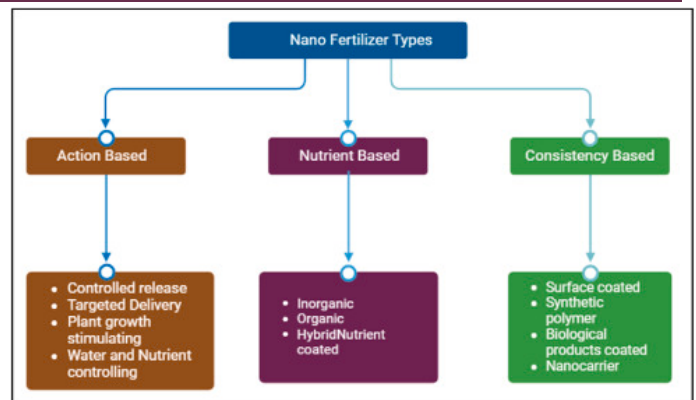 Nano Fertilizer Types
Action Based
Nutrient Based
Consistency Based
• Controlled release
• Targeted Delivery
• Plant growth
stimulating
• Water and Nutrient
controlling
• Inorganic
• Organic
• HybridNutrient
coated
• Surface coated
• Synthetic
polymer
• Biological
products coated
• Nanocarrier